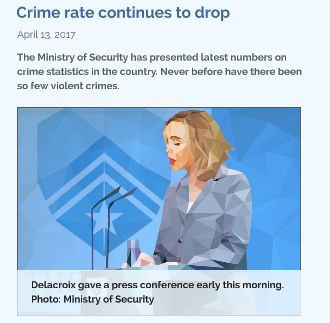 Crime rate continues to drop
April 13, 2017
The Ministry of Security has presented latest numbers on
crime statistics in the country. Never before have there been
so few violent crimes.
Delacroix gave a press conference early this morning.
Photo: Ministry of Security